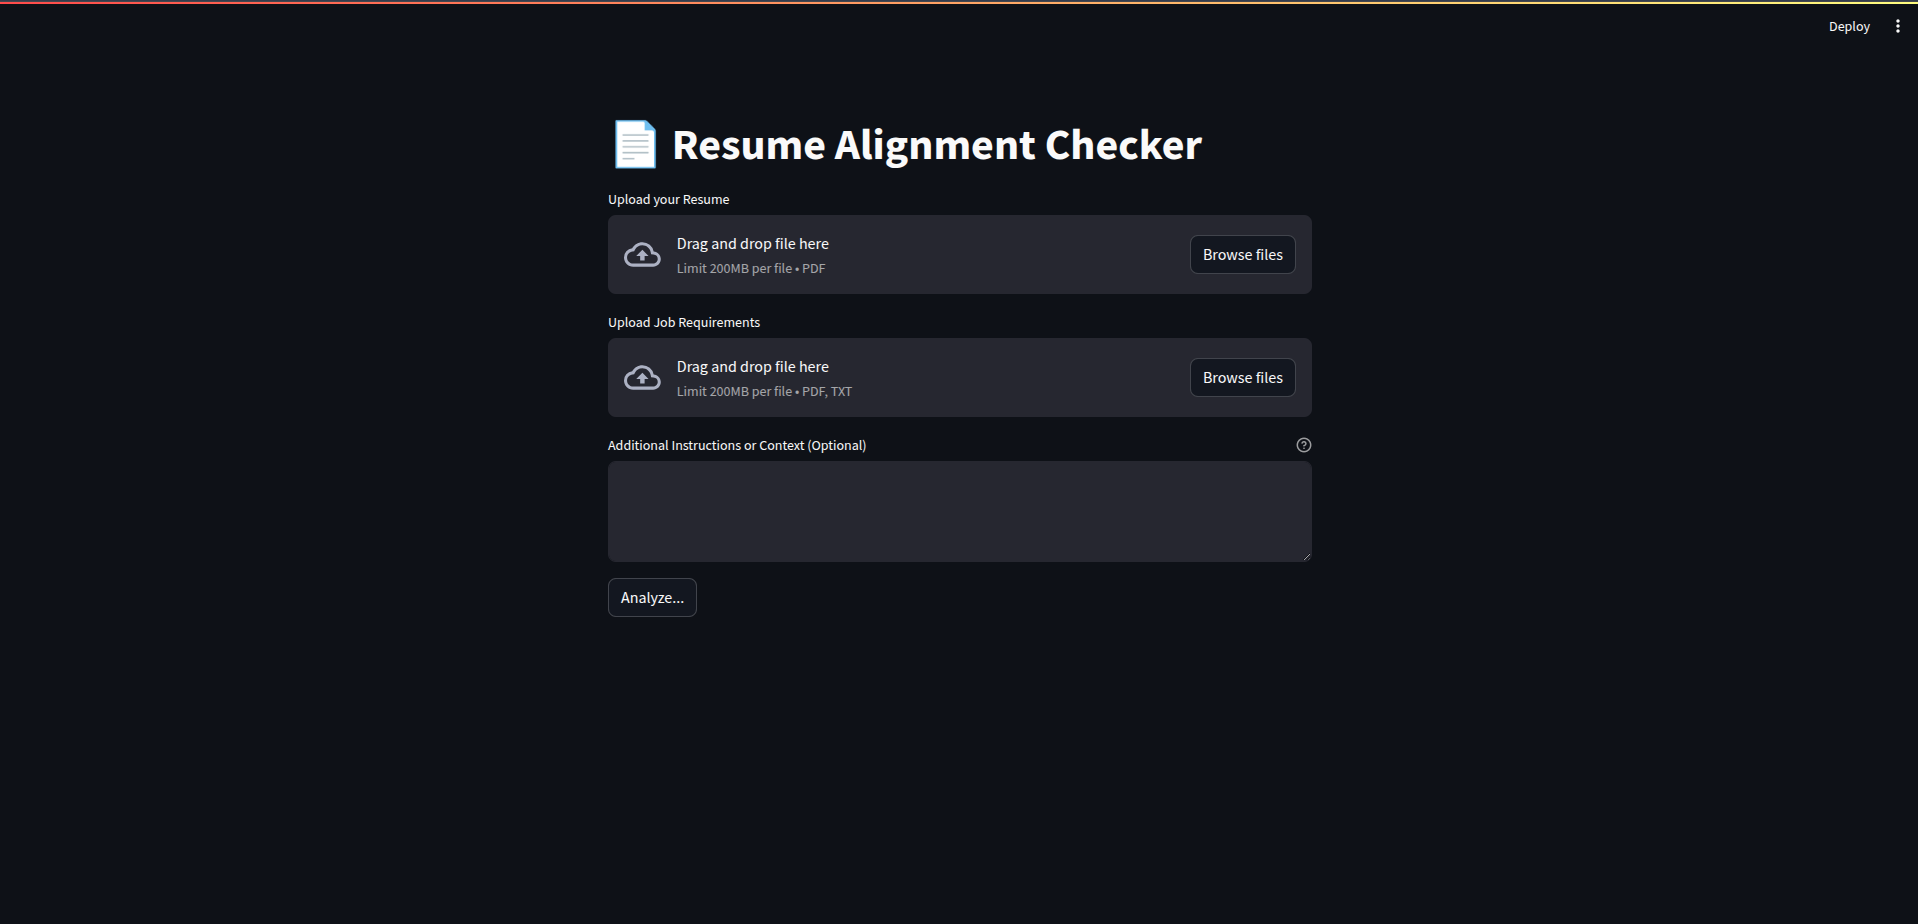 Deploy
Resume Alignment Checker
Upload your Resume
Drag and drop file here
Limit 200MB per file • PDF
Browse files
Upload Job Requirements
Drag and drop file here
Limit 200MB per file • PDF, TXT
Browse files
Additional Instructions or Context (Optional)
Analyze...